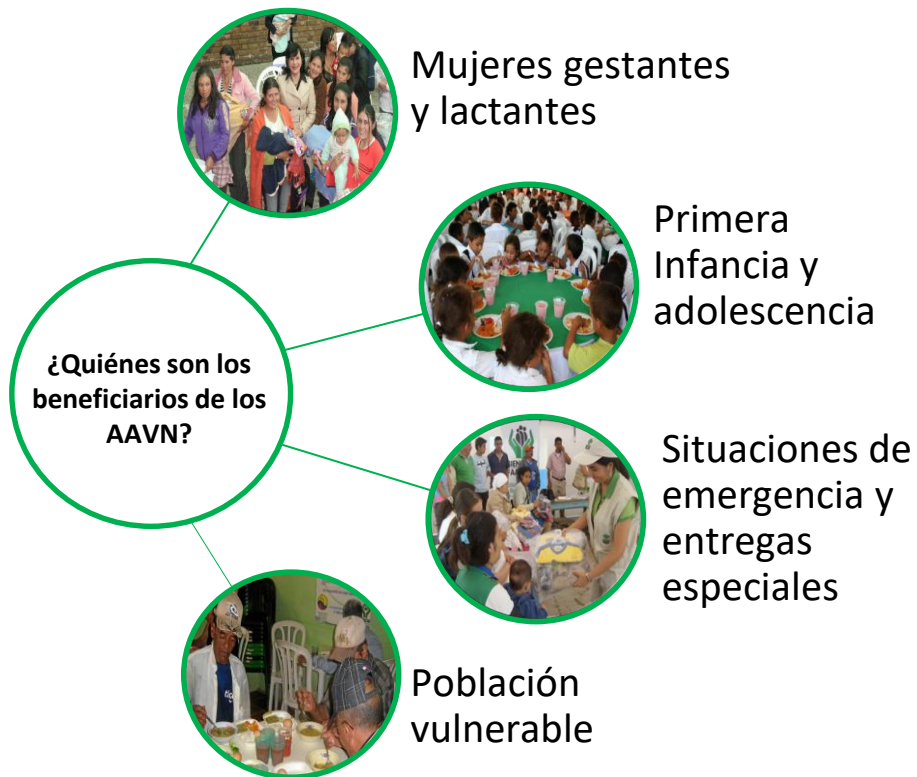 Mujeres gestantes
y lactantes
Primera
Infancia y
adolescencia
¿Quiénes son los
beneficiarios de los
AAVN?
Situaciones de
emergencia y
entregas
especiales
Población
vulnerable